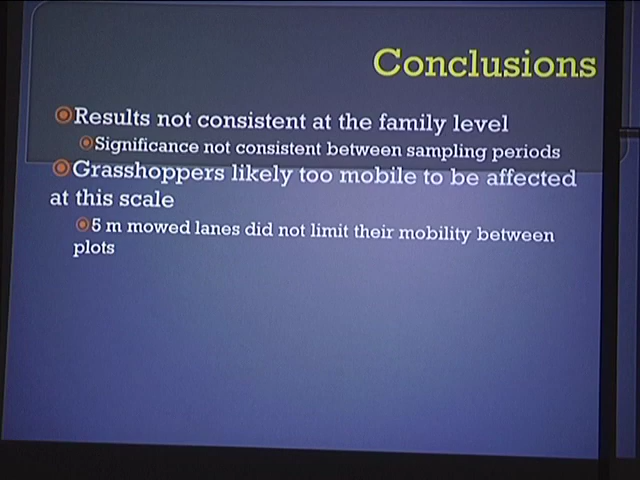 Conclusions
Results not consistent at the family level
Significance not consistent between sampling periods
Grasshoppers likely too mobile to be affected
at this scale
5 m mowed lanes did not limit their mobility between
plots